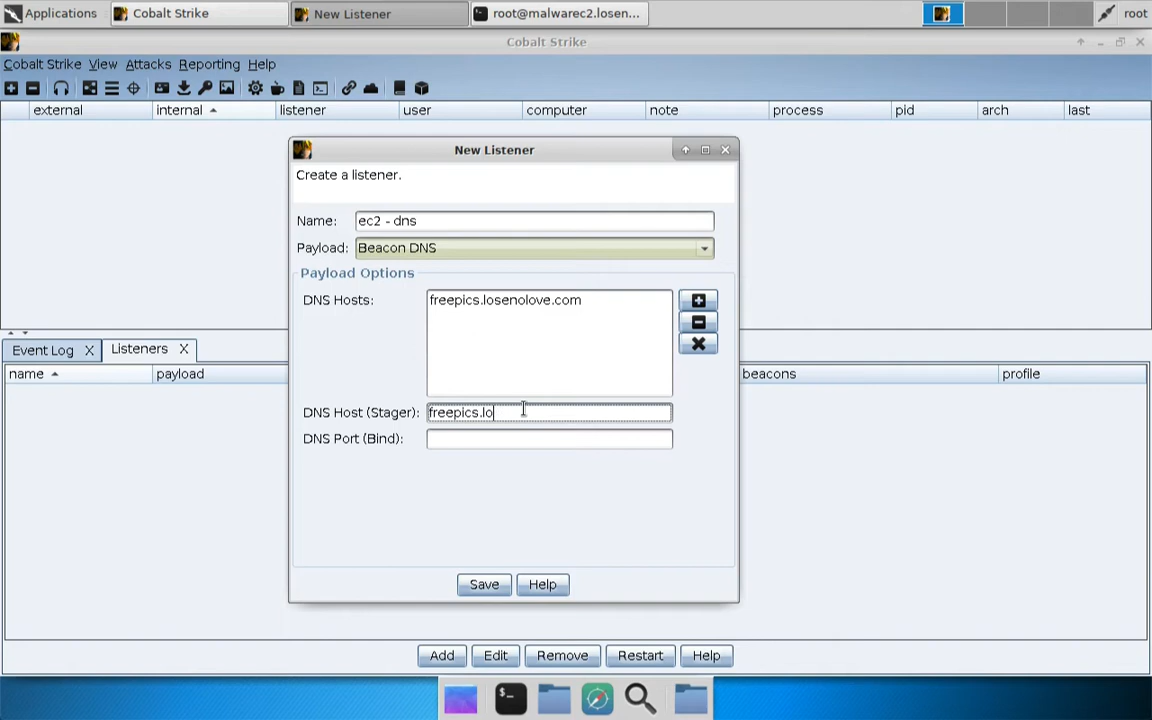 Applications
Cobalt Strike
New Listener
root@malwarec2.losen...
root
Cobalt Strike
Cobalt Strike View Attacks Reporting Help
external internal listener user computer note process pid arch last
New Listener
Create a listener.
Name: ec2 - dns
Payload: Beacon DNS
Payload Options
DNS Hosts: freepics.losenolove.com
Event Log X Listeners X
name payload beacons profile
DNS Host (Stager): freepics.lo
DNS Port (Bind):
Save Help
Add Edit Remove Restart Help